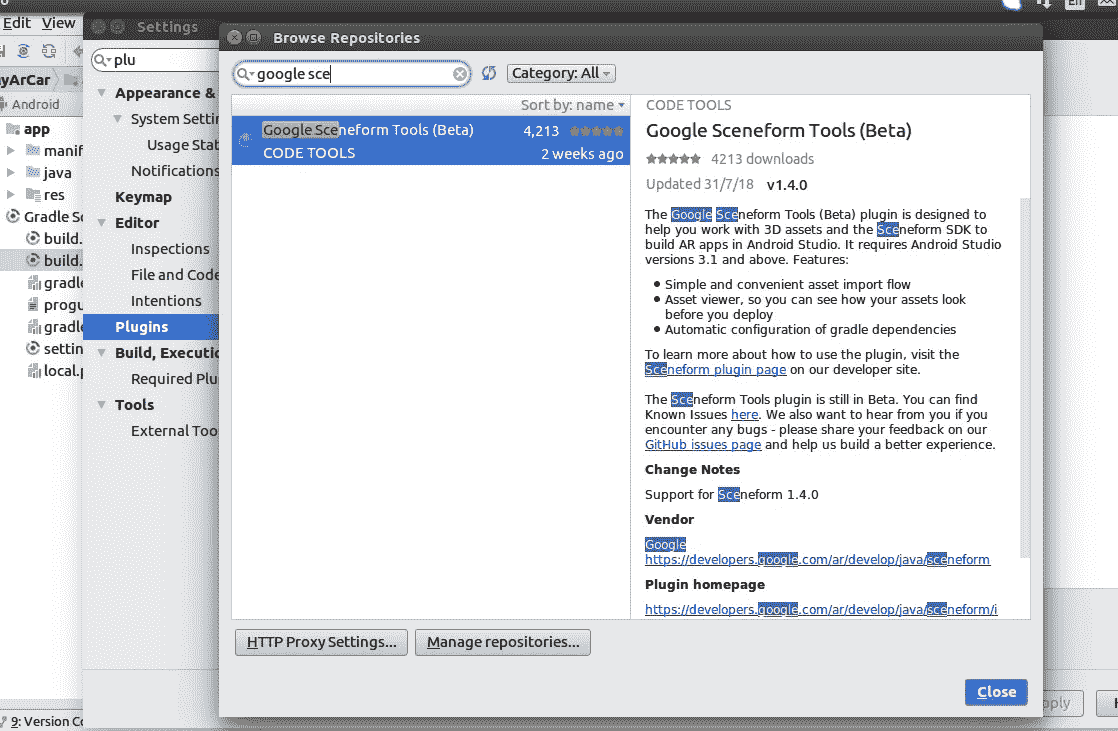 Edit View
Settings
Browse Repositories
plu
google sce
Category: All
yArCar
Android
app
manif
java
res
Gradle Sc
build.
build.
gradle
progu
gradle
settin
local.p
Appearance &
System Settin
Usage Stat
Notifications
Keymap
Editor
Inspections
File and Code
Intentions
Plugins
Build, Executio
Required Plu
Tools
External Too
Sort by: name
Google Sceneform Tools (Beta) 4,213
CODE TOOLS 2 weeks ago
CODE TOOLS
Google Sceneform Tools (Beta)
4213 downloads
Updated 31/7/18 v1.4.0
The Google Sceneform Tools (Beta) plugin is designed to
help you work with 3D assets and the Sceneform SDK to
build AR apps in Android Studio. It requires Android Studio
versions 3.1 and above. Features:
• Simple and convenient asset import flow
• Asset viewer, so you can see how your assets look
before you deploy
• Automatic configuration of gradle dependencies
To learn more about how to use the plugin, visit the
Sceneform plugin page on our developer site.
The Sceneform Tools plugin is still in Beta. You can find
Known Issues here. We also want to hear from you if you
encounter any bugs - please share your feedback on our
GitHub issues page and help us build a better experience.
Change Notes
Support for Sceneform 1.4.0
Vendor
Google
https://developers.google.com/ar/develop/java/sceneform
Plugin homepage
https://developers.google.com/ar/develop/java/sceneform/i
HTTP Proxy Settings...
Manage repositories...
Close
pply
9: Version Co